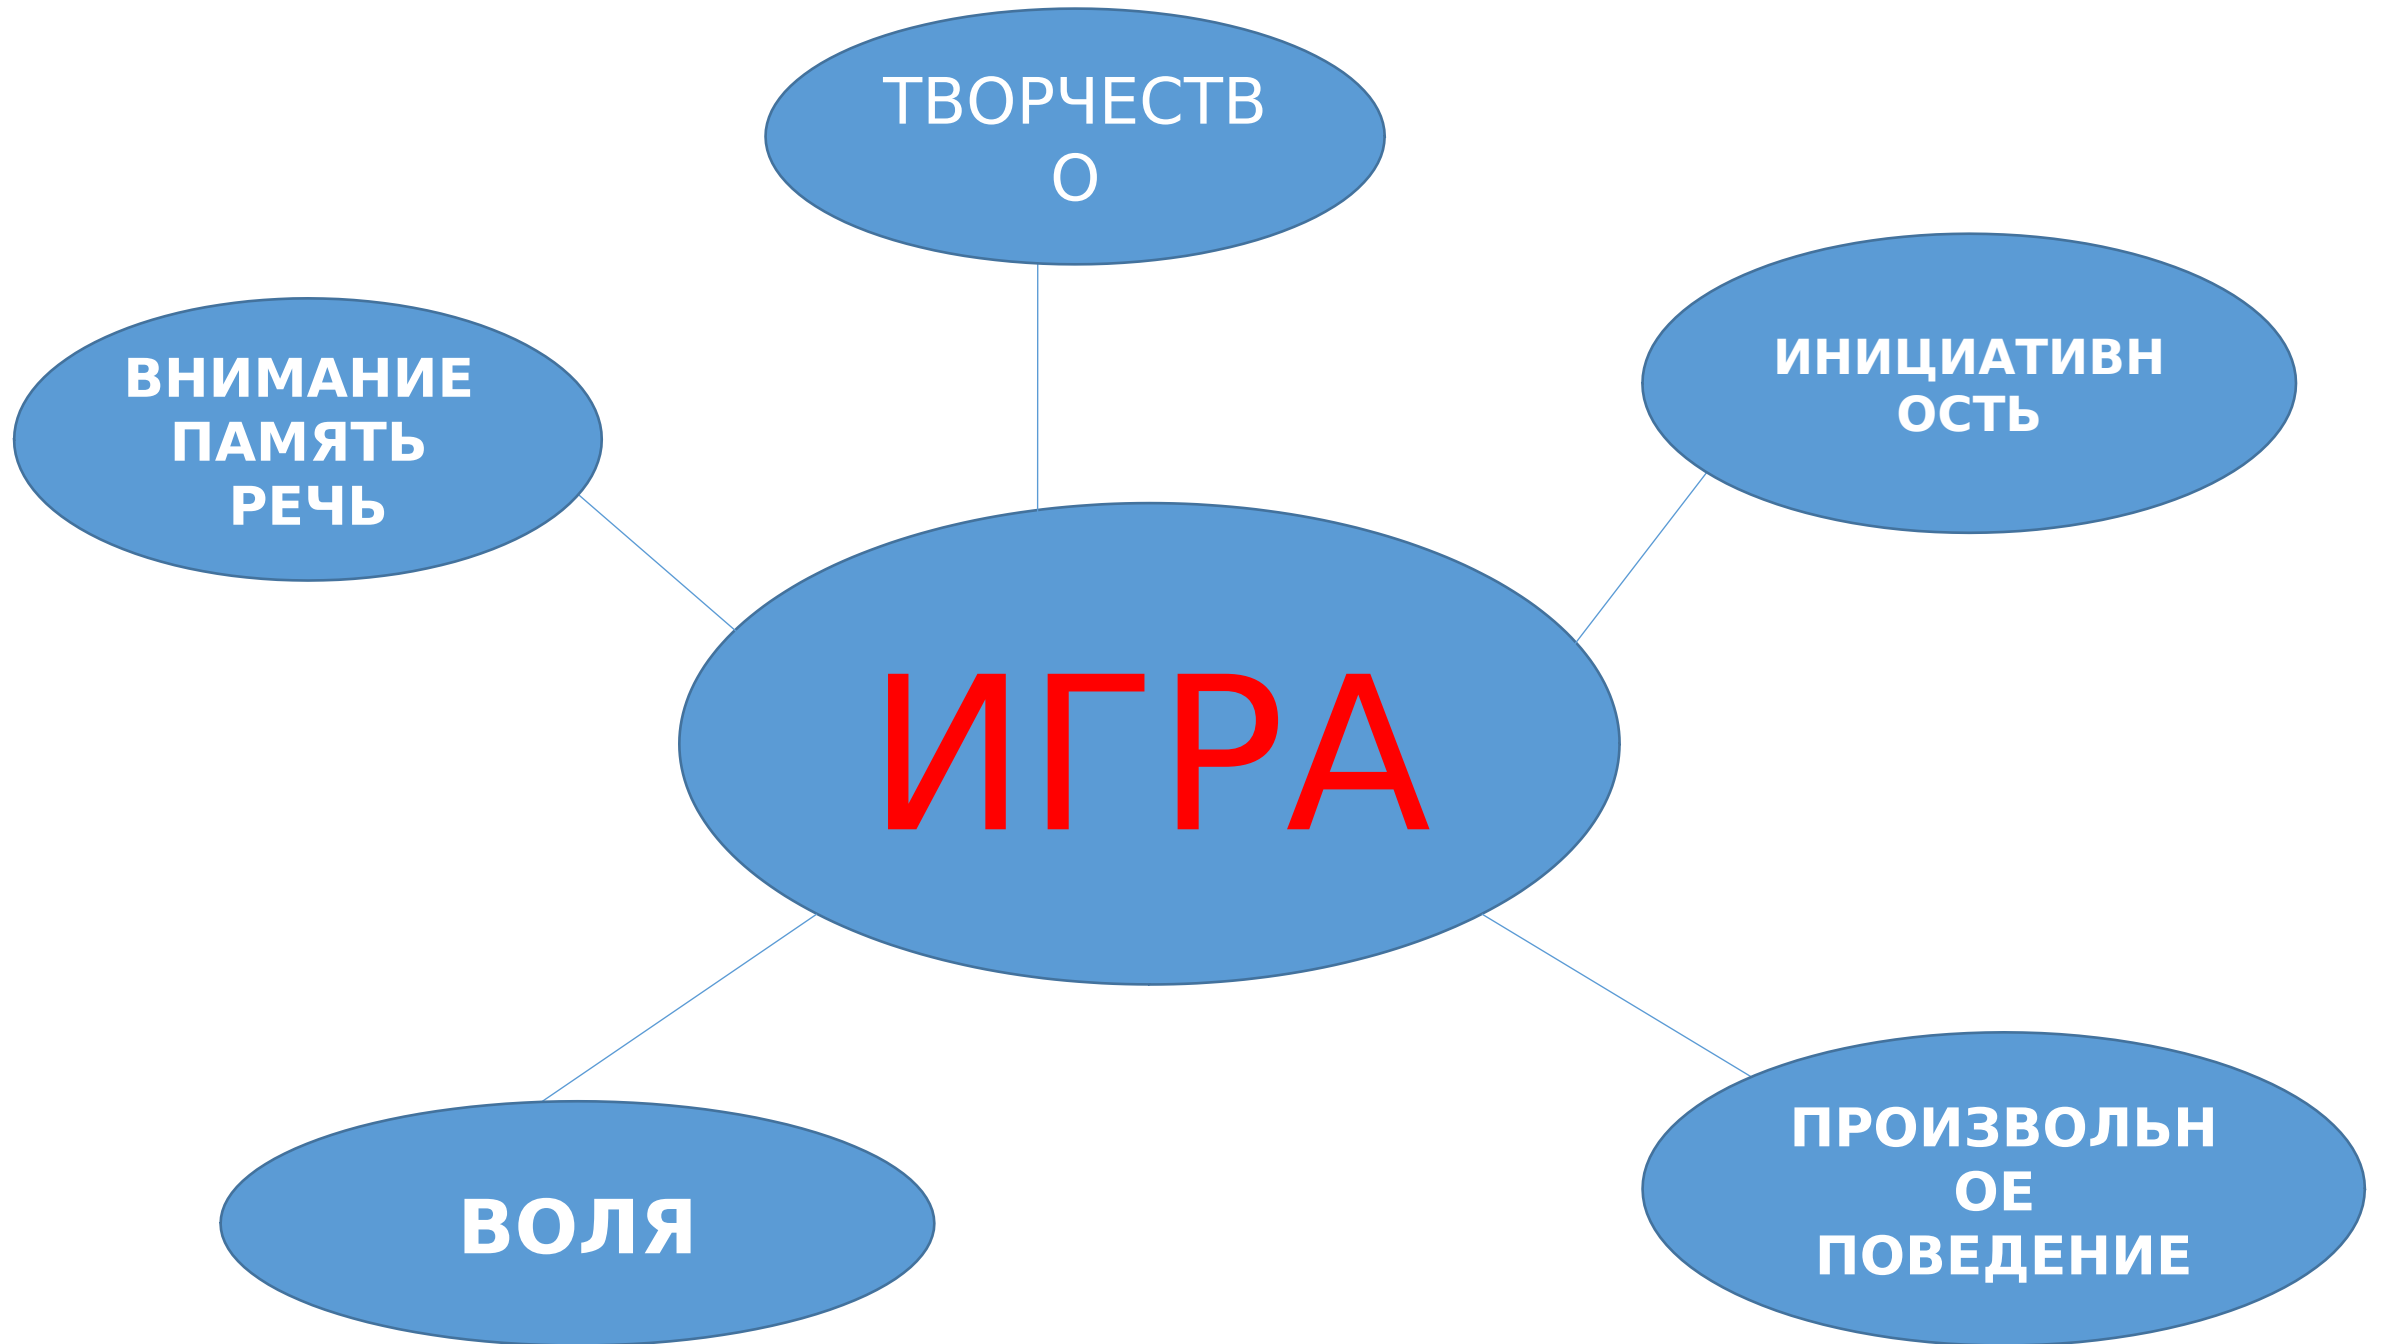 ТВОРЧЕСТВ
О
ВНИМАНИЕ
ПАМЯТЬ
РЕЧЬ
ИНИЦИАТИВН
ОСТЬ
ИГРА
ВОЛЯ
ПРОИЗВОЛЬН
ОЕ
ПОВЕДЕНИЕ